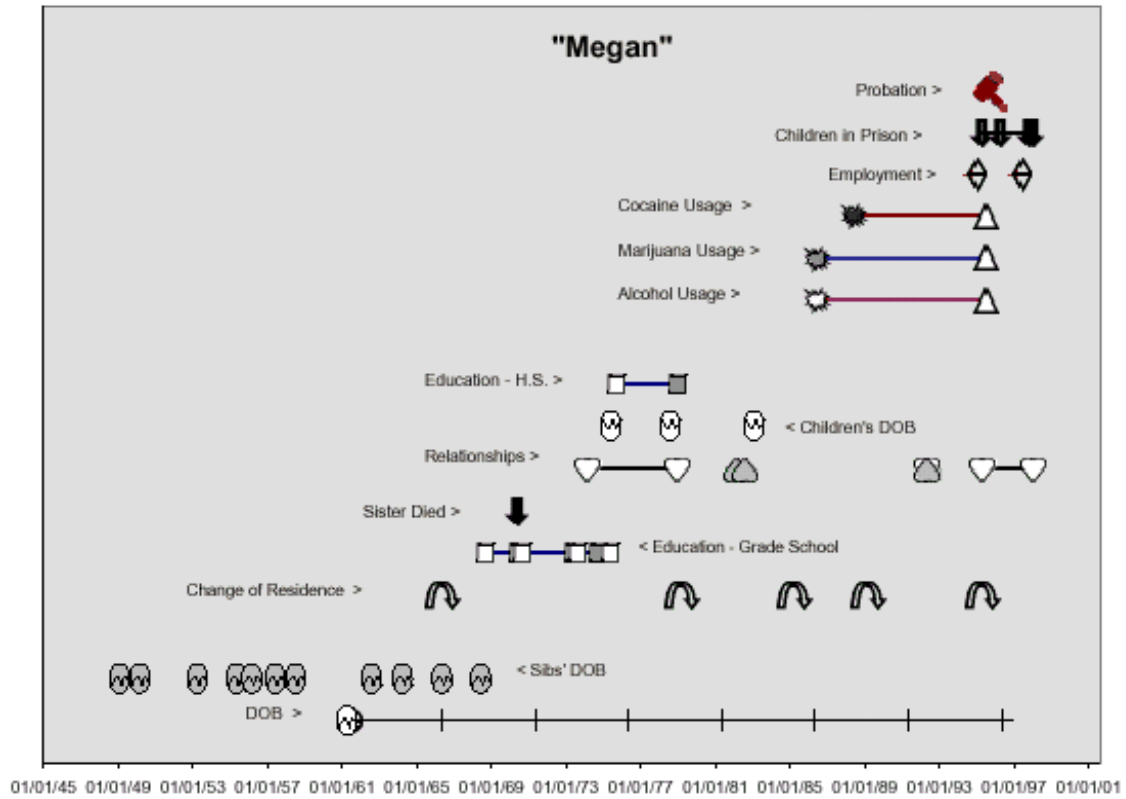 "Megan"
Probation >
Children in Prison >
Employment >
Cocaine Usage >
Marijuana Usage >
Alcohol Usage >
Education - H.S. >
< Children's DOB
Relationships >
Sister Died >
< Education - Grade School
Change of Residence >
< Sibs' DOB
DOB >
01/01/45 01/01/49 01/01/53 01/01/57 01/01/61 01/01/65 01/01/69 01/01/73 01/01/77 01/01/81 01/01/85 01/01/89 01/01/93 01/01/97 01/01/01